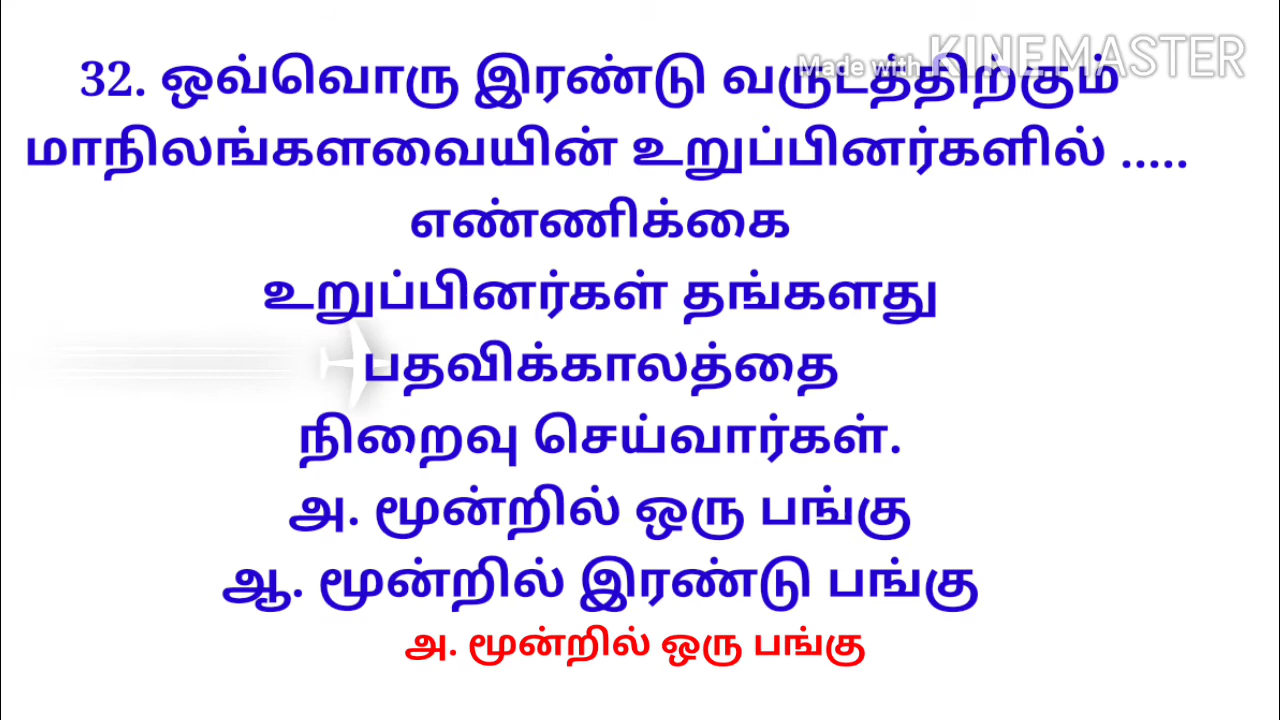 Made with KINEMASTER
32. ஒவ்வொரு இரண்டு வருடத்திற்கும்
மாநிலங்களவையின் உறுப்பினர்களில் .....
எண்ணிக்கை
உறுப்பினர்கள் தங்களது
பதவிக்காலத்தை
நிறைவு செய்வார்கள்.
அ. மூன்றில் ஒரு பங்கு
ஆ. மூன்றில் இரண்டு பங்கு
அ. மூன்றில் ஒரு பங்கு